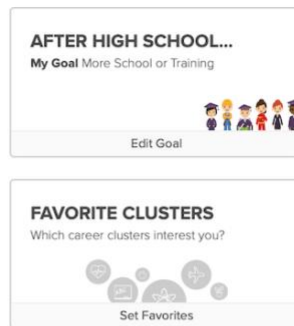 AFTER HIGH SCHOOL...
My Goal More School or Training
Edit Goal
FAVORITE CLUSTERS
Which career clusters interest you?
Set Favorites